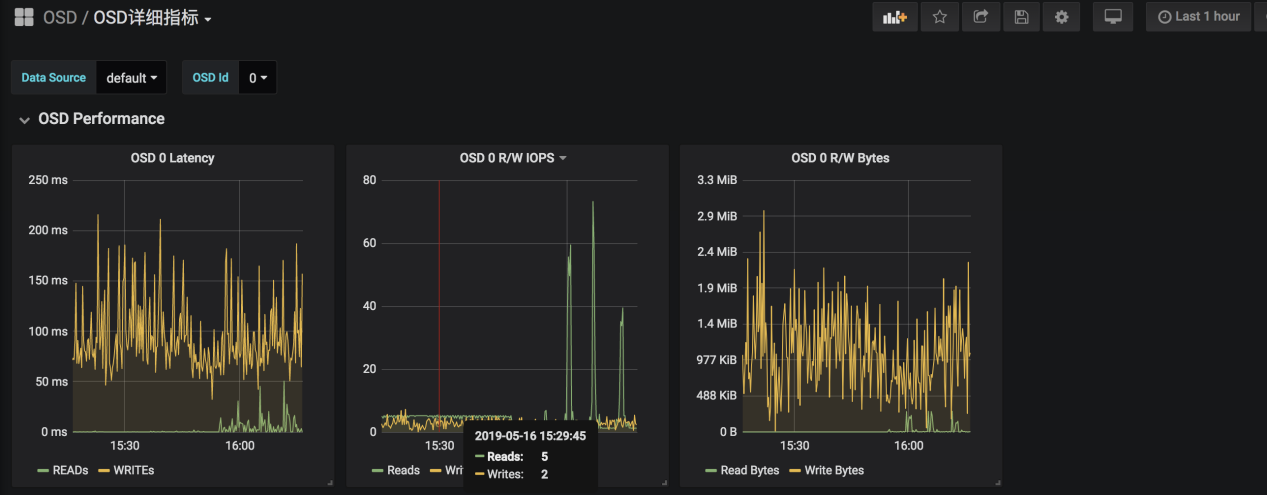 OSD / OSD详细指标
Last 1 hour
Data Source default OSD Id 0
OSD Performance
OSD 0 Latency
250 ms
200 ms
150 ms
100 ms
50 ms
0 ms
15:30 16:00
READs WRITEs
OSD 0 R/W IOPS
80
60
40
20
0
15:30
Reads Wri
2019-05-16 15:29:45
Reads: 5
Writes: 2
OSD 0 R/W Bytes
3.3 MiB
2.9 MiB
2.4 MiB
1.9 MiB
1.4 MiB
977 KiB
488 KiB
0 B
15:30 16:00
Read Bytes Write Bytes